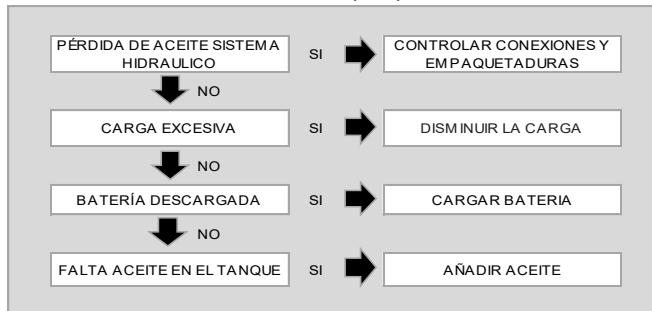 PÉRDIDA DE ACEITE SISTEMA
HIDRAULICO
SI
CONTROLAR CONEXIONES Y
EMPAQUETADURAS
NO
CARGA EXCESIVA
SI
DISMINUIR LA CARGA
NO
BATERÍA DESCARGADA
SI
CARGAR BATERIA
NO
FALTA ACEITE EN EL TANQUE
SI
AÑADIR ACEITE